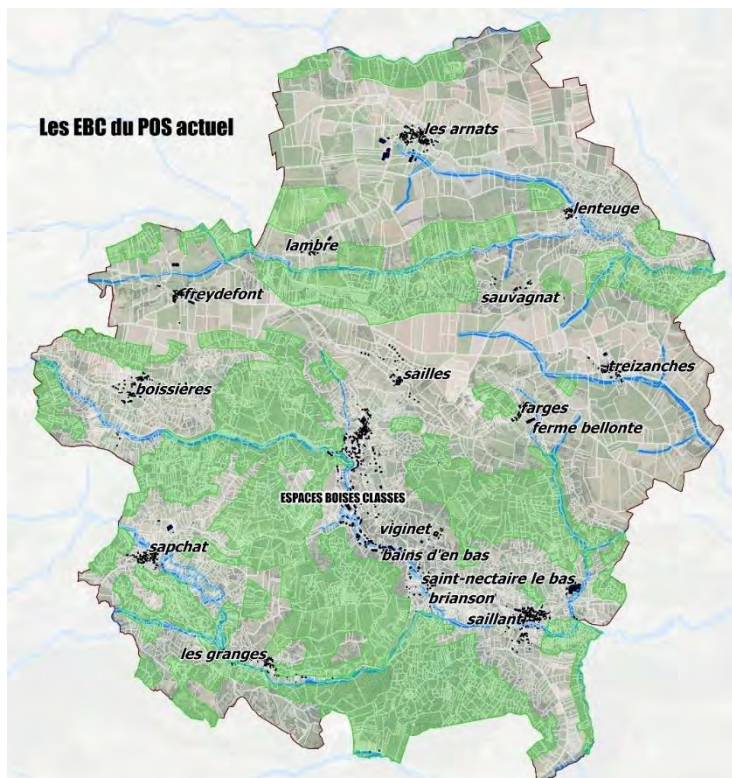 Les EBC du POS actuel
les arnats
lenteuge
lambre
freydefont
sauvagnat
sailles
treizanches
boissières
farges
ferme bellonte
ESPACES BOISES CLASSES
viginet
bains d'en bas
sapchat
saint-nectaire le bas
brianson
saillant
les granges